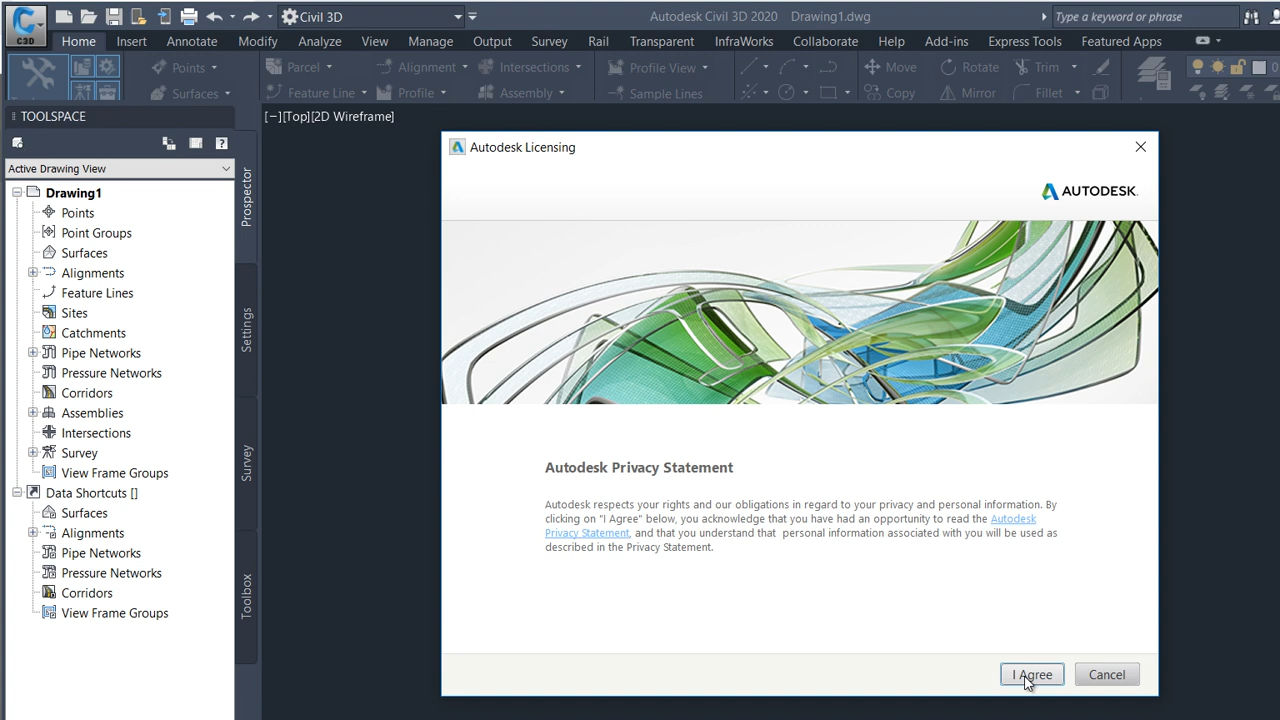 Civil 3D
Autodesk Civil 3D 2020 Drawing1.dwg
Type a keyword or phrase
C3D
Home Insert Annotate Modify Analyze View Manage Output Survey Rail Transparent InfraWorks Collaborate Help Add-ins Express Tools Featured Apps
Points Parcel Alignment Intersections Profile View Move Rotate Trim 0
Surfaces Feature Line Profile Assembly Sample Lines Copy Mirror Fillet
TOOLSPACE
[−][Top][2D Wireframe]
Active Drawing View
Drawing1
Points
Point Groups
Surfaces
Alignments
Feature Lines
Sites
Catchments
Pipe Networks
Pressure Networks
Corridors
Assemblies
Intersections
Survey
View Frame Groups
Data Shortcuts []
Surfaces
Alignments
Pipe Networks
Pressure Networks
Corridors
View Frame Groups
Prospector
Settings
Survey
Toolbox
Autodesk Licensing
AUTODESK.
Autodesk Privacy Statement
Autodesk respects your rights and our obligations in regard to your privacy and personal information. By
clicking on "I Agree" below, you acknowledge that you have had an opportunity to read the Autodesk
Privacy Statement, and that you understand that personal information associated with you will be used as
described in the Privacy Statement.
I Agree Cancel